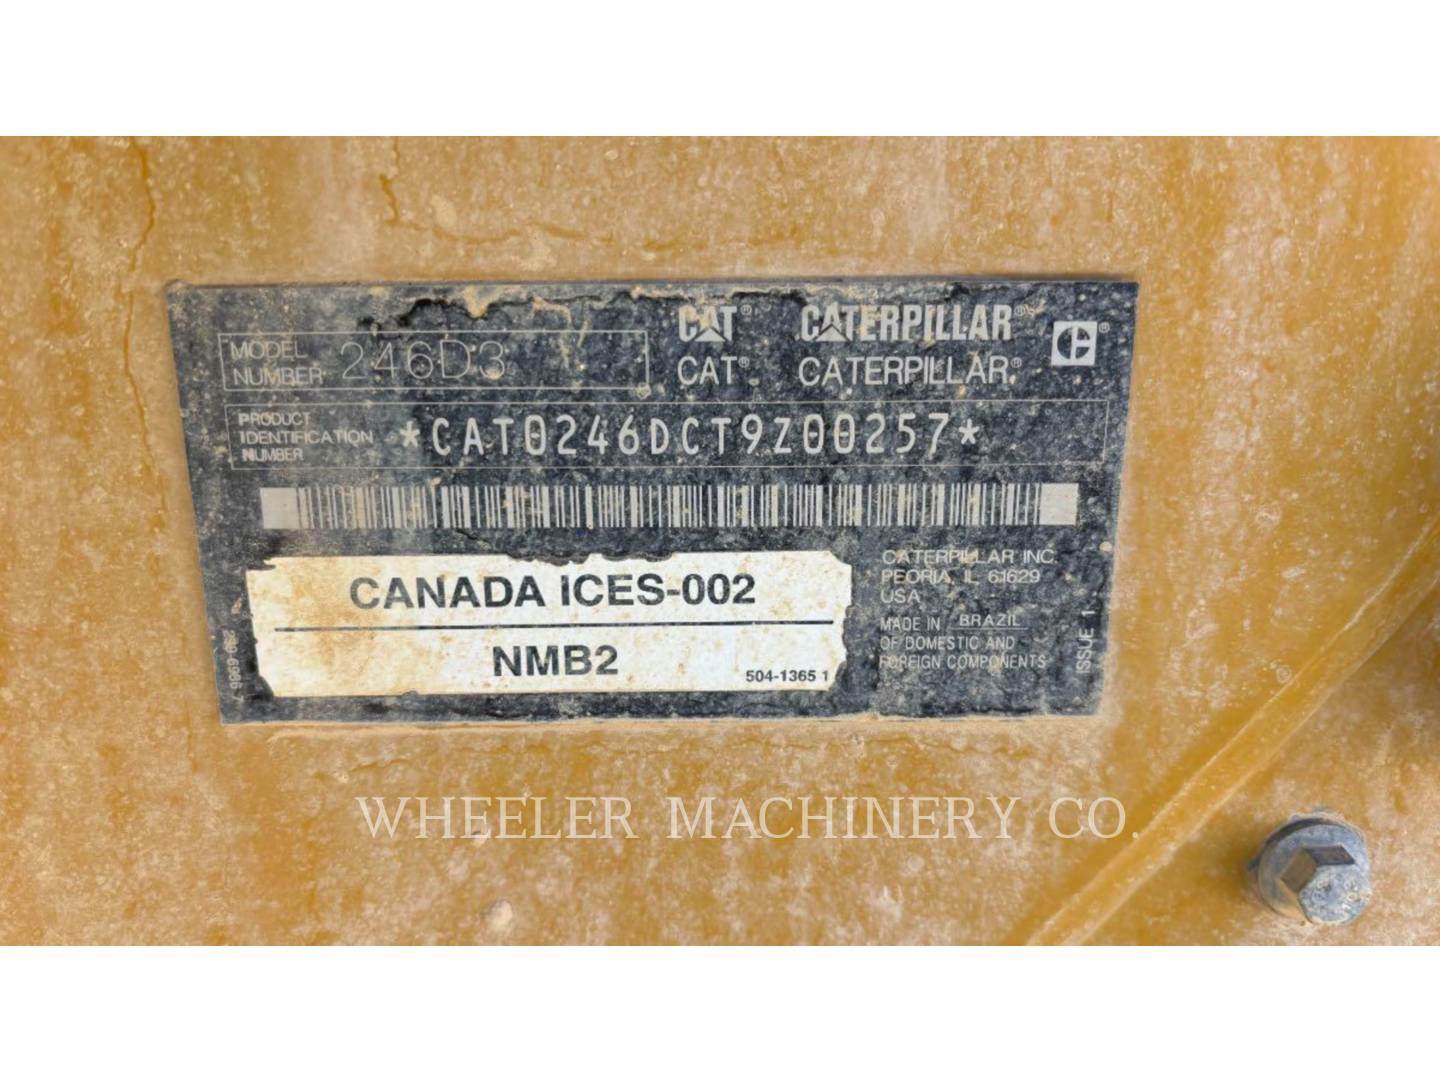 MODEL NUMBER 246D3
CAT® CATERPILLAR®
CAT® CATERPILLAR®
PRODUCT IDENTIFICATION NUMBER *CAT0246DCT9Z00257*
CANADA ICES-002
NMB2
504-1365 1
CATERPILLAR INC.
PEORIA, IL 61629
USA
MADE IN BRAZIL
OF DOMESTIC AND
FOREIGN COMPONENTS
ISSUE 1
WHEELER MACHINERY CO.